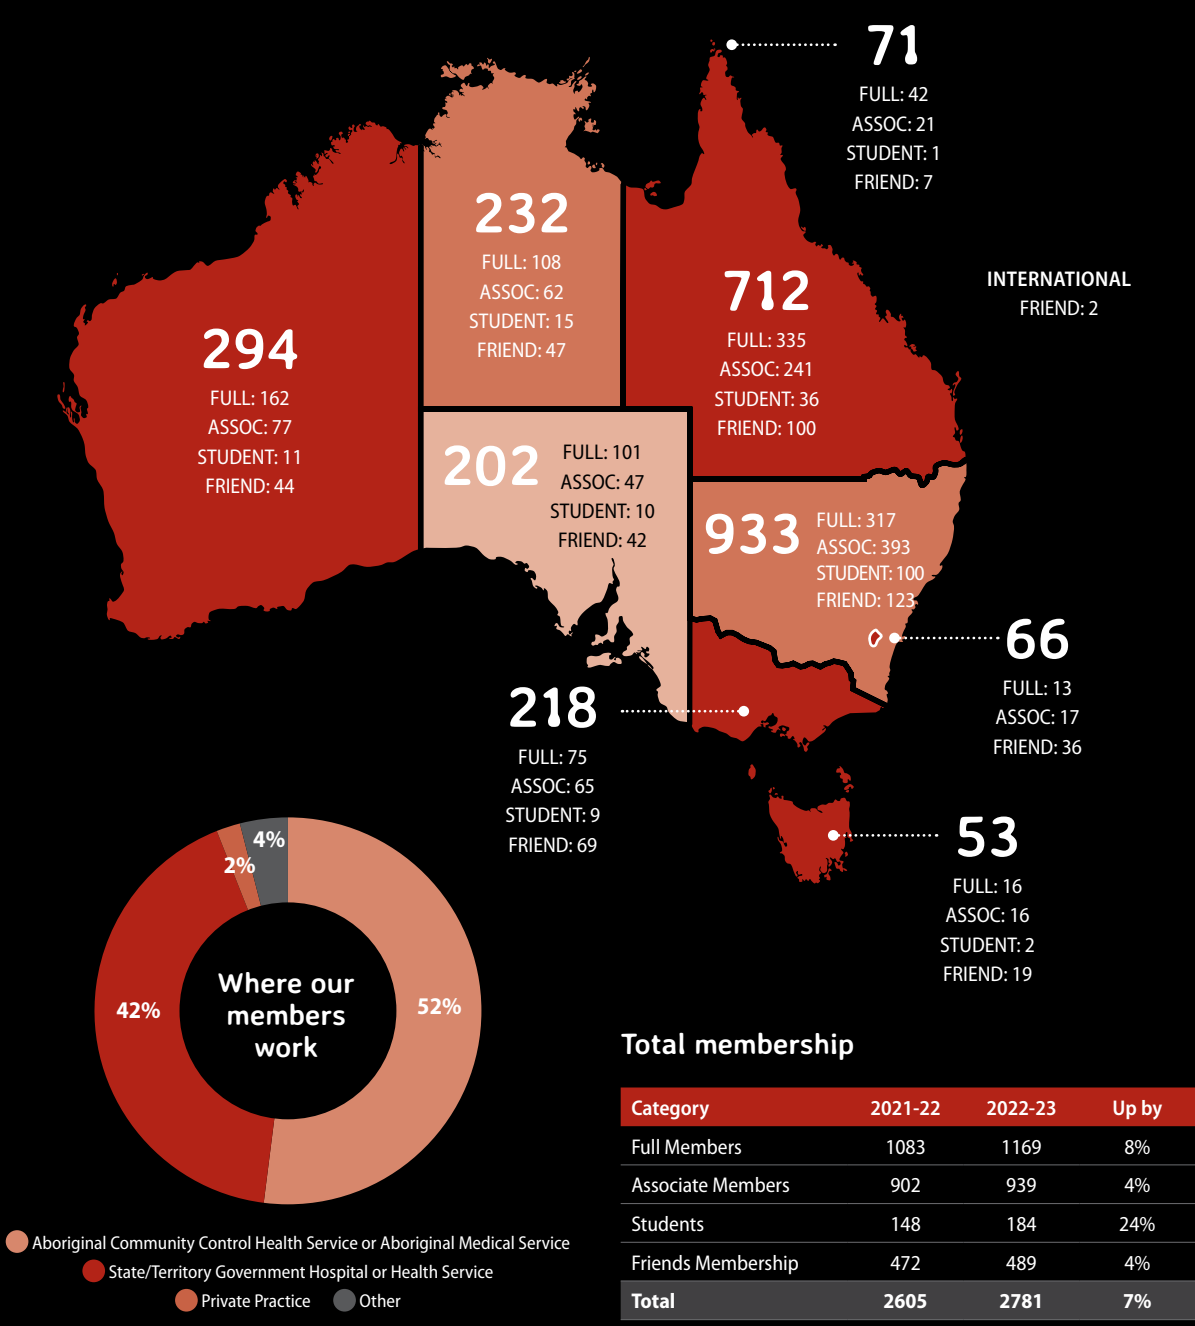 71
FULL: 42
ASSOC: 21
STUDENT: 1
FRIEND: 7
232
FULL: 108
ASSOC: 62
STUDENT: 15
FRIEND: 47
712
FULL: 335
ASSOC: 241
STUDENT: 36
FRIEND: 100
INTERNATIONAL
FRIEND: 2
294
FULL: 162
ASSOC: 77
STUDENT: 11
FRIEND: 44
202
FULL: 101
ASSOC: 47
STUDENT: 10
FRIEND: 42
933
FULL: 317
ASSOC: 393
STUDENT: 100
FRIEND: 123
66
FULL: 13
ASSOC: 17
FRIEND: 36
218
FULL: 75
ASSOC: 65
STUDENT: 9
FRIEND: 69
53
FULL: 16
ASSOC: 16
STUDENT: 2
FRIEND: 19
4%
2%
42%
52%
Where our
members
work
Aboriginal Community Control Health Service or Aboriginal Medical Service
State/Territory Government Hospital or Health Service
Private Practice Other
Total membership
Category 2021-22 2022-23 Up by
Full Members 1083 1169 8%
Associate Members 902 939 4%
Students 148 184 24%
Friends Membership 472 489 4%
Total 2605 2781 7%